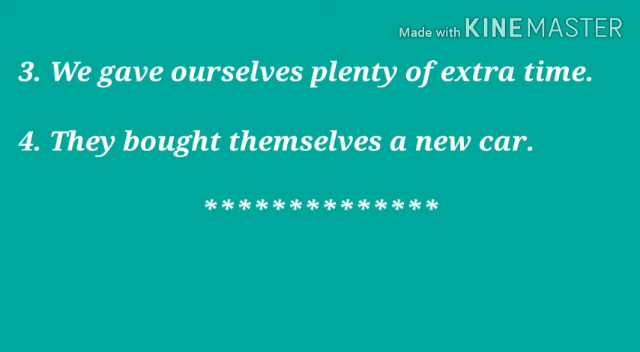 Made with KINEMASTER
3. We gave ourselves plenty of extra time.
4. They bought themselves a new car.
**************